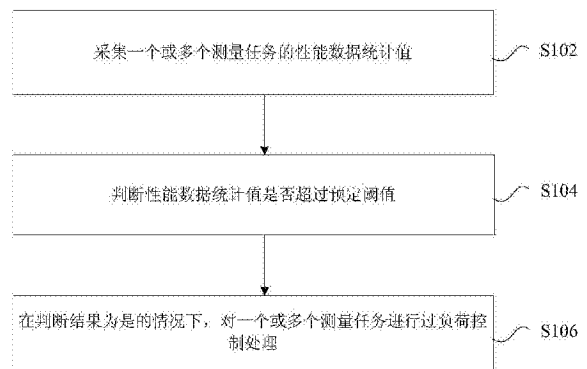 采集一个或多个测量任务的性能数据统计值
S102
判断性能数据统计值是否超过预定阈值
S104
在判断结果为是的情况下，对一个或多个测量任务进行过负荷控
制处理
S106